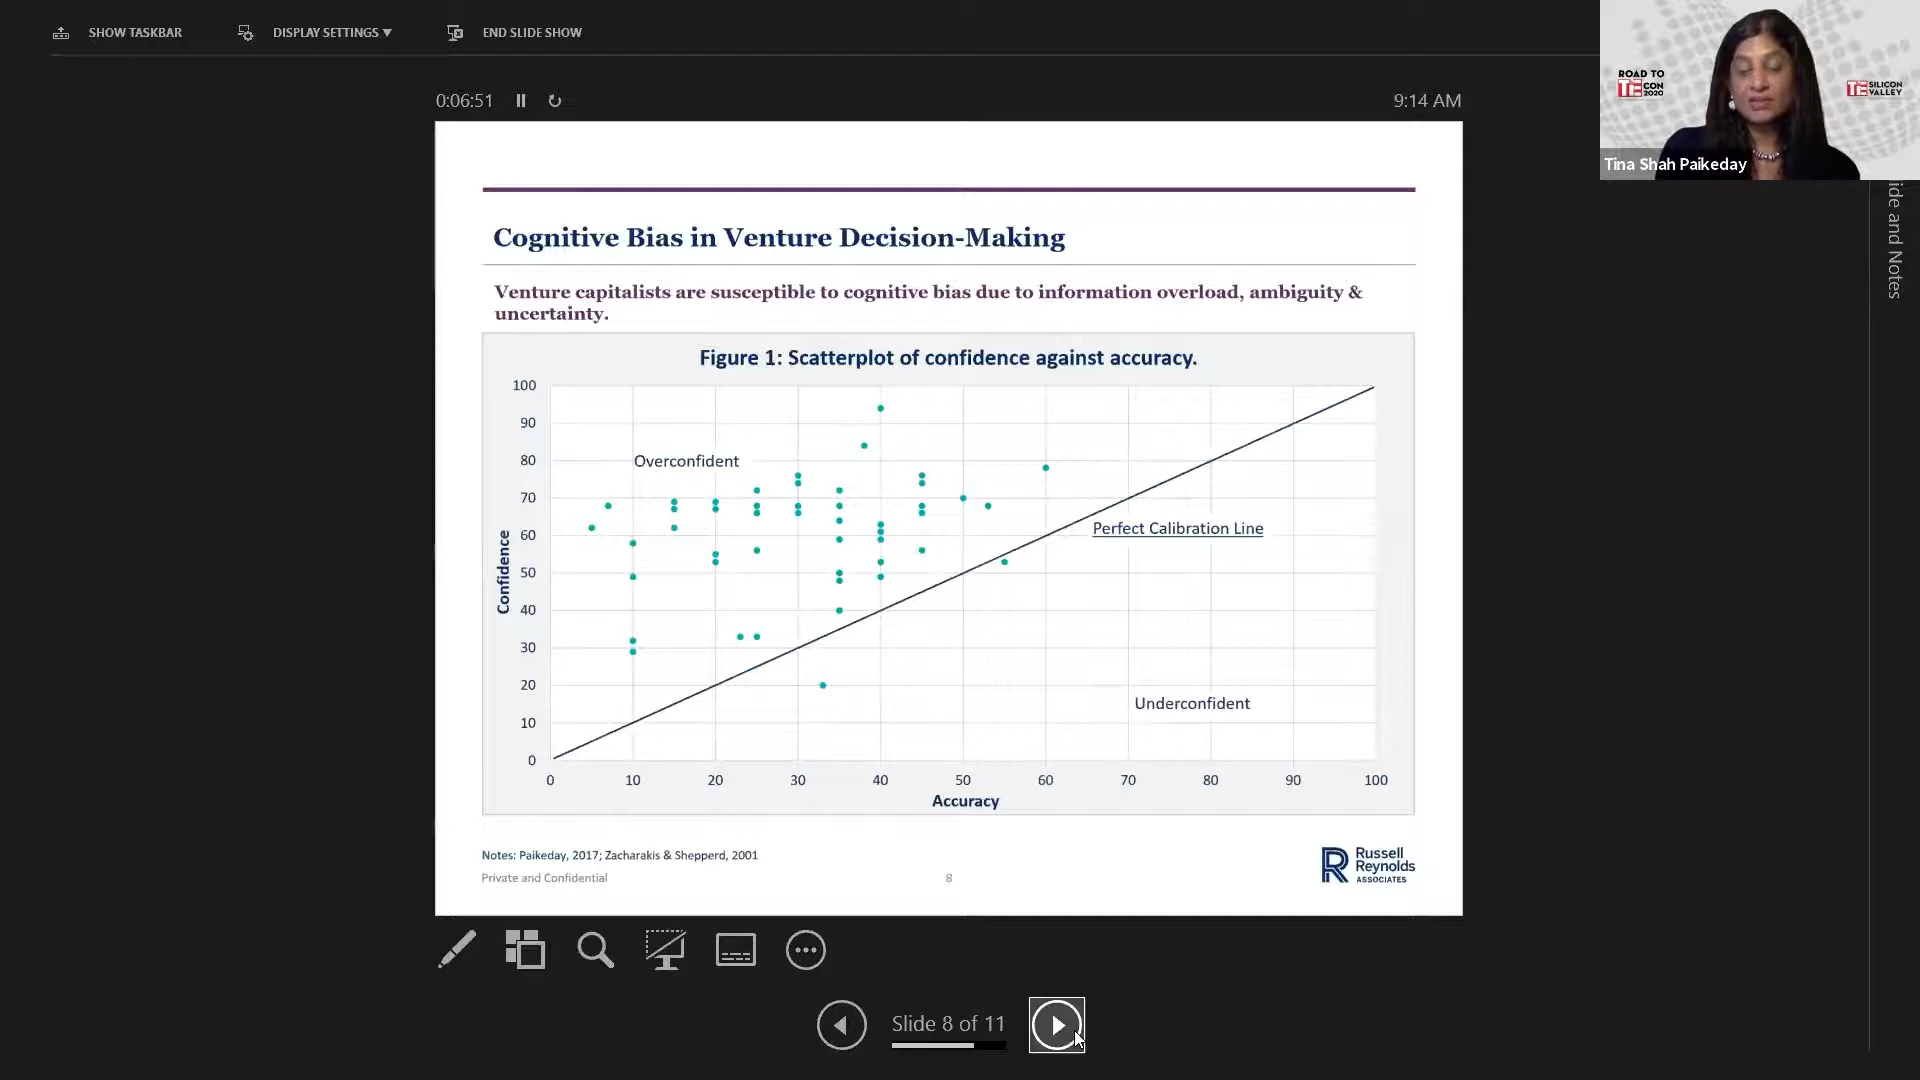 SHOW TASKBAR
DISPLAY SETTINGS
END SLIDE SHOW
0:06:51
9:14 AM
ROAD TO
TiE CON
2020
TiE SILICON
VALLEY
Tina Shah Paikeday
ide and Notes
Cognitive Bias in Venture Decision-Making
Venture capitalists are susceptible to cognitive bias due to information overload, ambiguity &
uncertainty.
Figure 1: Scatterplot of confidence against accuracy.
100
90
80
70
60
50
40
30
20
10
0
Confidence
Overconfident
Perfect Calibration Line
Underconfident
0 10 20 30 40 50 60 70 80 90 100
Accuracy
Notes: Paikeday, 2017; Zacharakis & Shepperd, 2001
Private and Confidential
8
Russell
Reynolds
ASSOCIATES
Slide 8 of 11